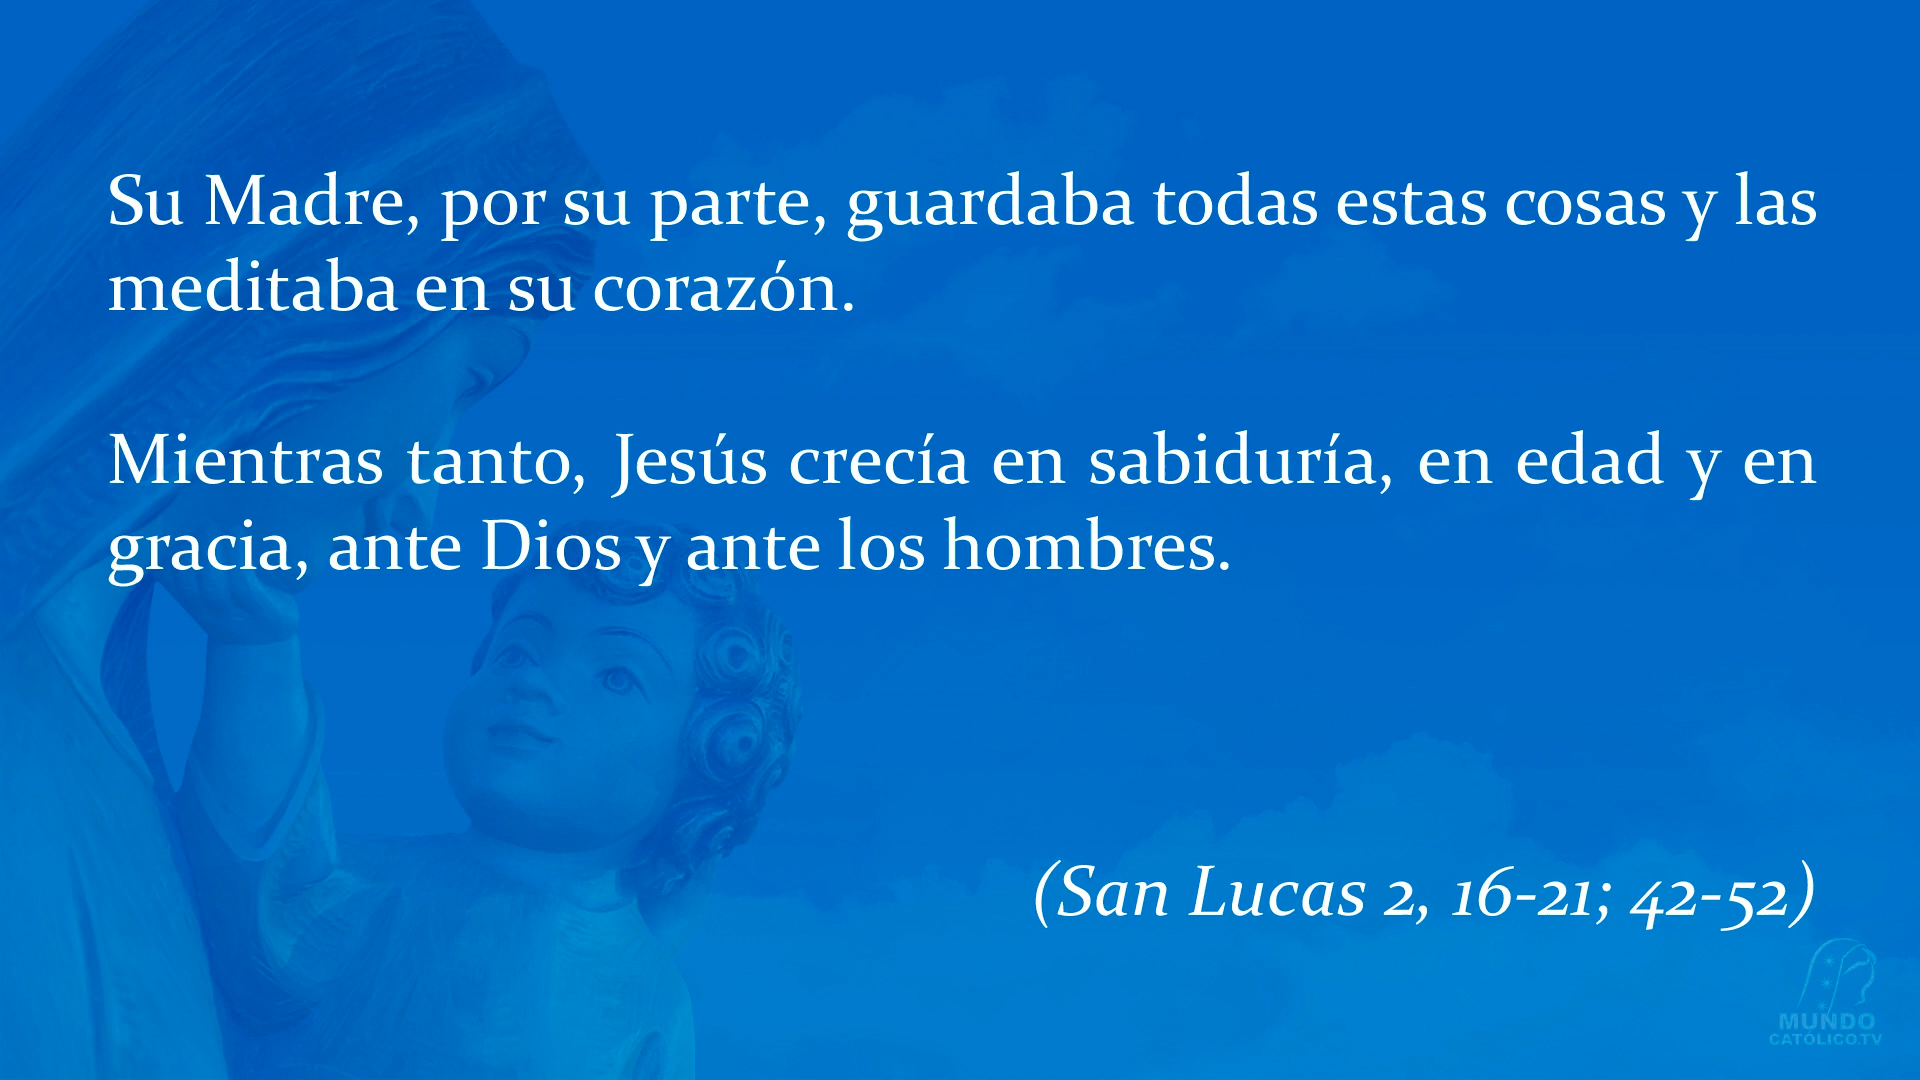 Su Madre, por su parte, guardaba todas estas cosas y las
meditaba en su corazón.
Mientras tanto, Jesús crecía en sabiduría, en edad y en
gracia, ante Dios y ante los hombres.
(San Lucas 2, 16-21; 42-52)
MUNDO
CATÓLICO.TV